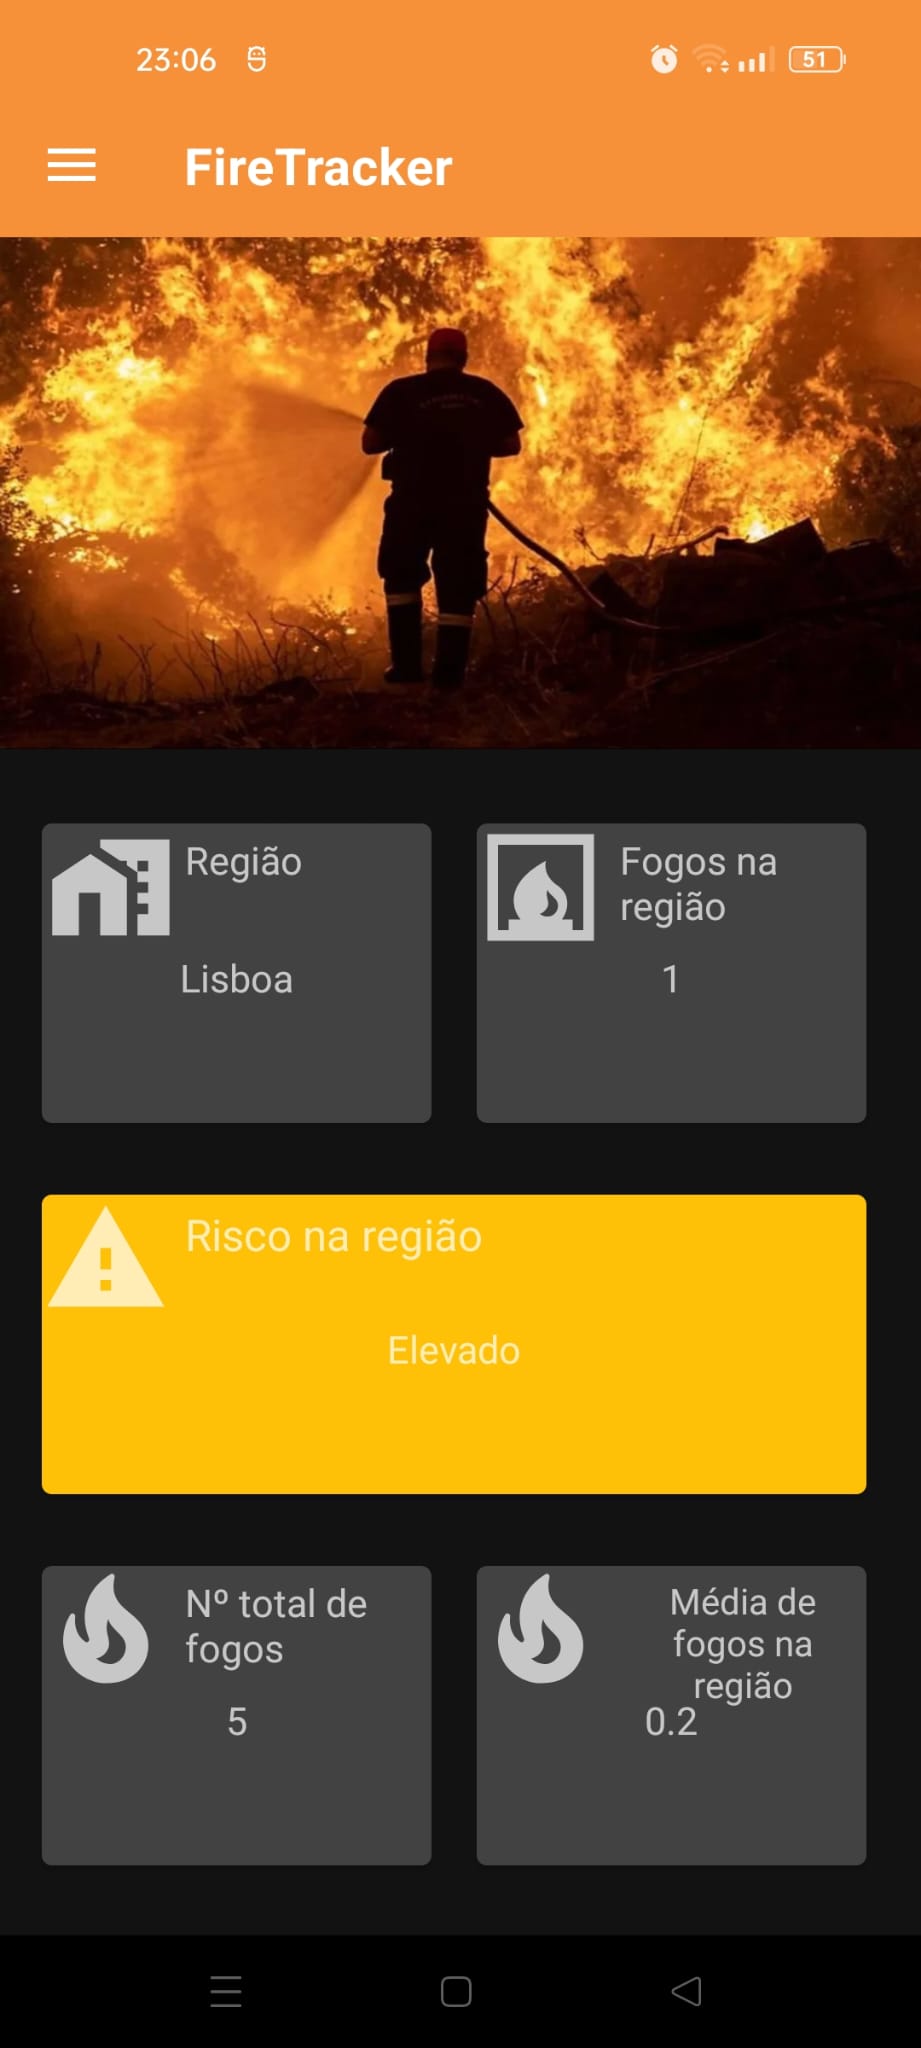 23:06
51
FireTracker
Região
Lisboa
Fogos na
região
1
Risco na região
Elevado
Nº total de
fogos
5
Média de
fogos na
região
0.2